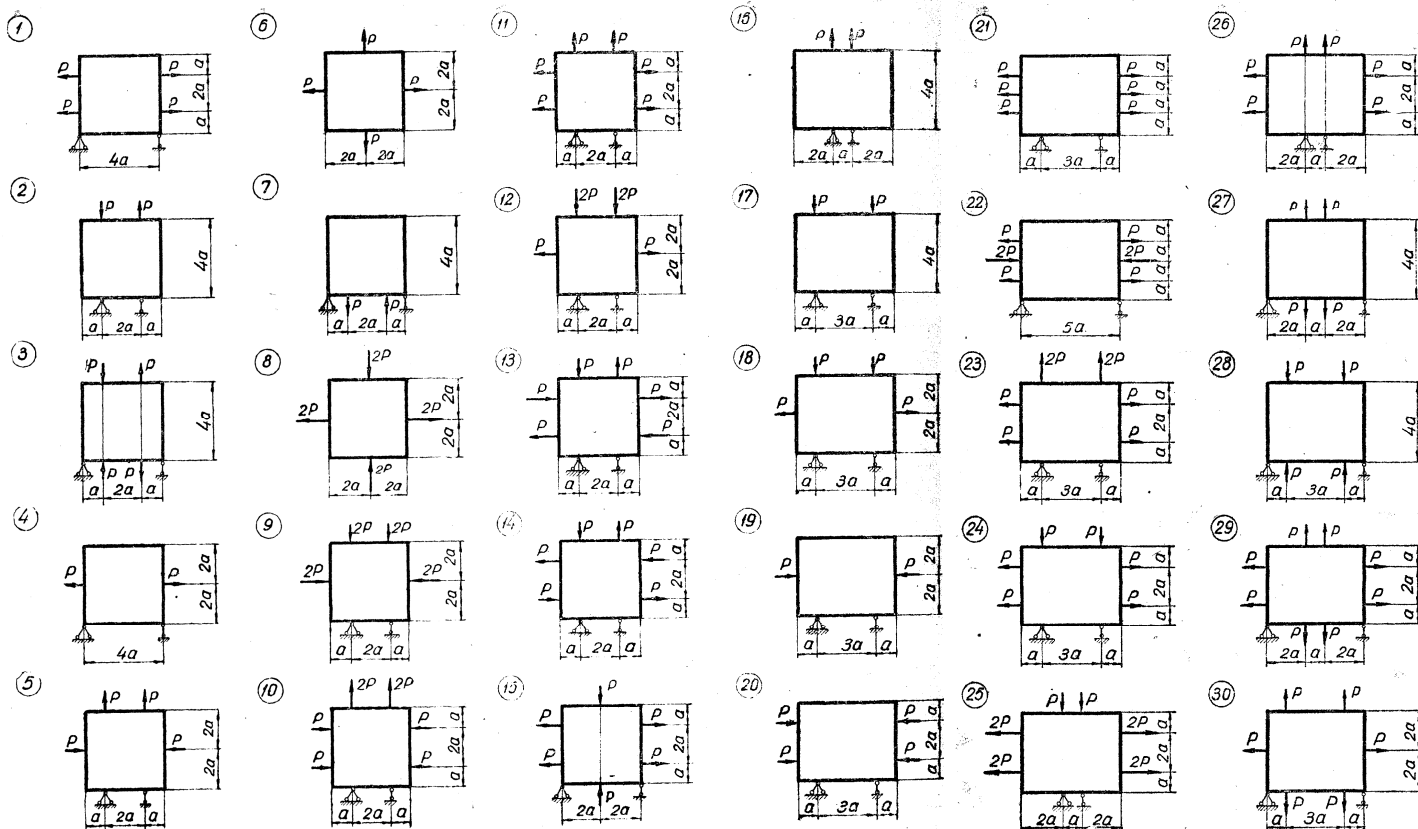 1
P P a
P P 2a
a
4a
2
P P
4a
a 2a a
3
P P
4a
P P
a 2a a
4
P P 2a
2a
4a
5
P P
P P 2a
2a
a 2a a
6
P
P P 2a
2a
P
2a 2a
7
4a
P P
a 2a a
8
2P
2P 2P 2a
2a
2P
2a 2a
9
2P 2P
2P 2P 2a
2a
a 2a a
10
2P 2P
P P a
P P 2a
a
a 2a a
11
P P
P P a
P P 2a
a
a 2a a
12
2P 2P
P P 2a
2a
a 2a a
13
P P
P P a
P P 2a
a
a 2a a
14
P P
P P a
P P 2a
a
a 2a a
15
P
P P a
P P 2a
a
P
2a 2a
16
P P
4a
2a a 2a
17
P P
4a
a 3a a
18
P P
P P 2a
2a
a 3a a
19
P P 2a
2a
a 3a a
20
P P a
P P 2a
a
a 3a a
21
P P a
P P a
P P a
a
a 3a a
22
P P a
2P 2P a
P P a
a
5a
23
2P 2P
P P a
P P 2a
a
a 3a a
24
P P
P P a
P P 2a
a
a 3a a
25
P P
2P 2P a
2P 2P 2a
a
2a a 2a
26
P P
P P a
P P 2a
a
2a a 2a
27
P P
4a
P P
2a a 2a
28
P P
4a
P P
a 3a a
29
P P
P P a
P P 2a
a
P P
2a a 2a
30
P P
P P 2a
2a
P P
a 3a a